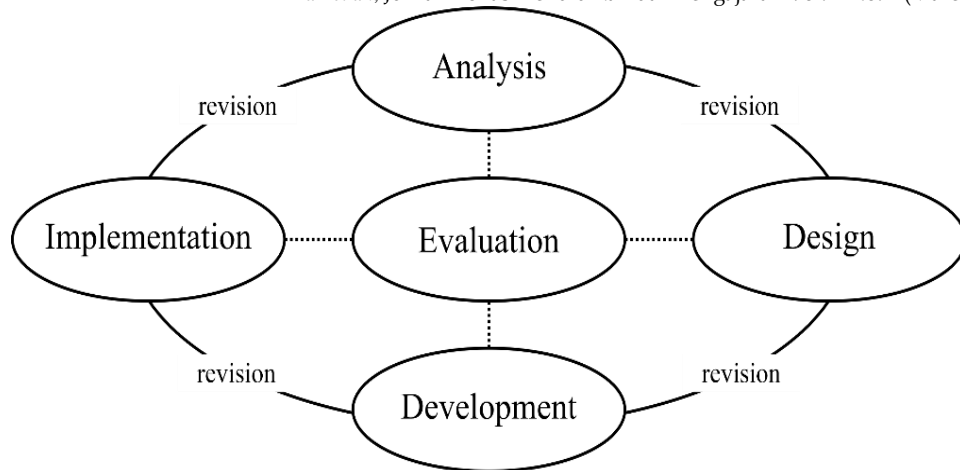 Analysis
revision
revision
Implementation
Evaluation
Design
revision
revision
Development